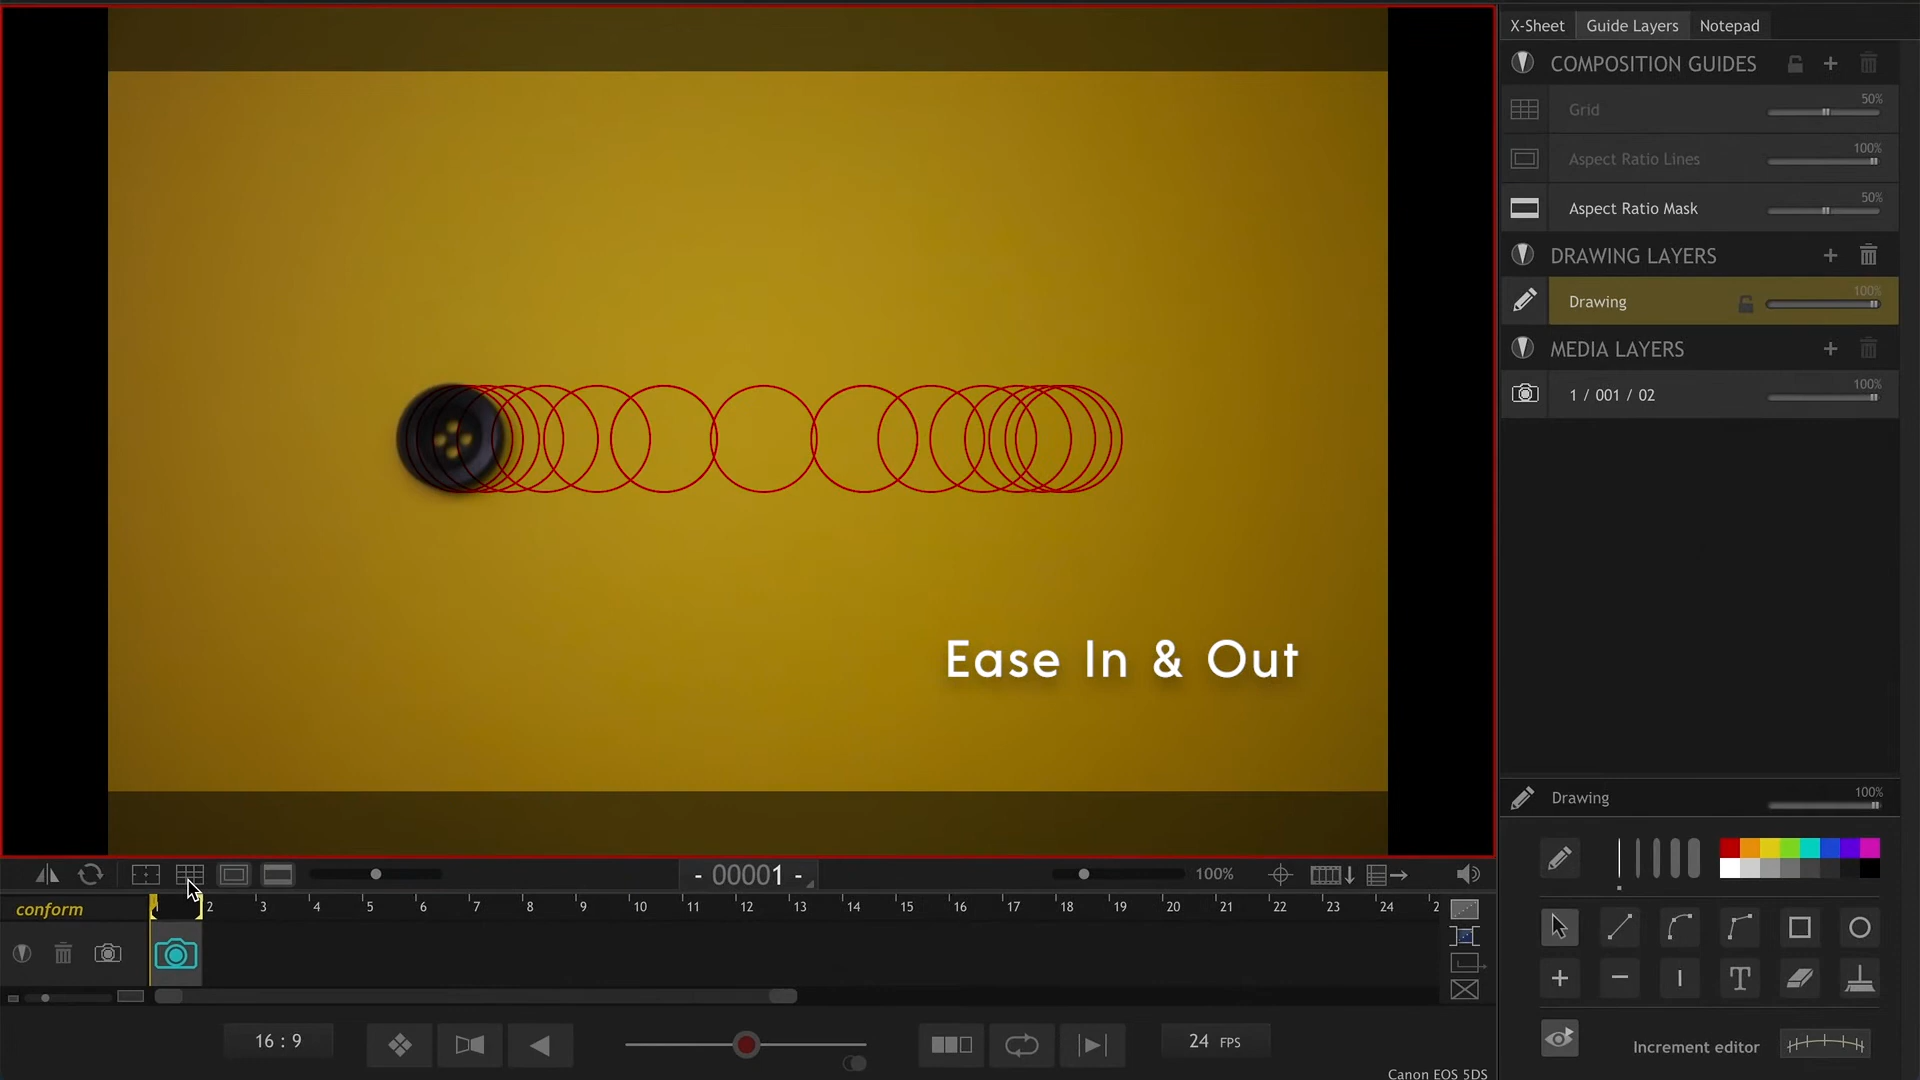 X-Sheet Guide Layers Notepad
COMPOSITION GUIDES
Grid 50%
Aspect Ratio Lines 100%
Aspect Ratio Mask 50%
DRAWING LAYERS
Drawing 100%
MEDIA LAYERS
1 / 001 / 02 100%
Ease In & Out
Drawing 100%
- 00001 - 100%
conform 2 3 4 5 6 7 8 9 10 11 12 13 14 15 16 17 18 19 20 21 22 23 24 2
T
16 : 9 24 FPS
Increment editor
Canon EOS 5DS